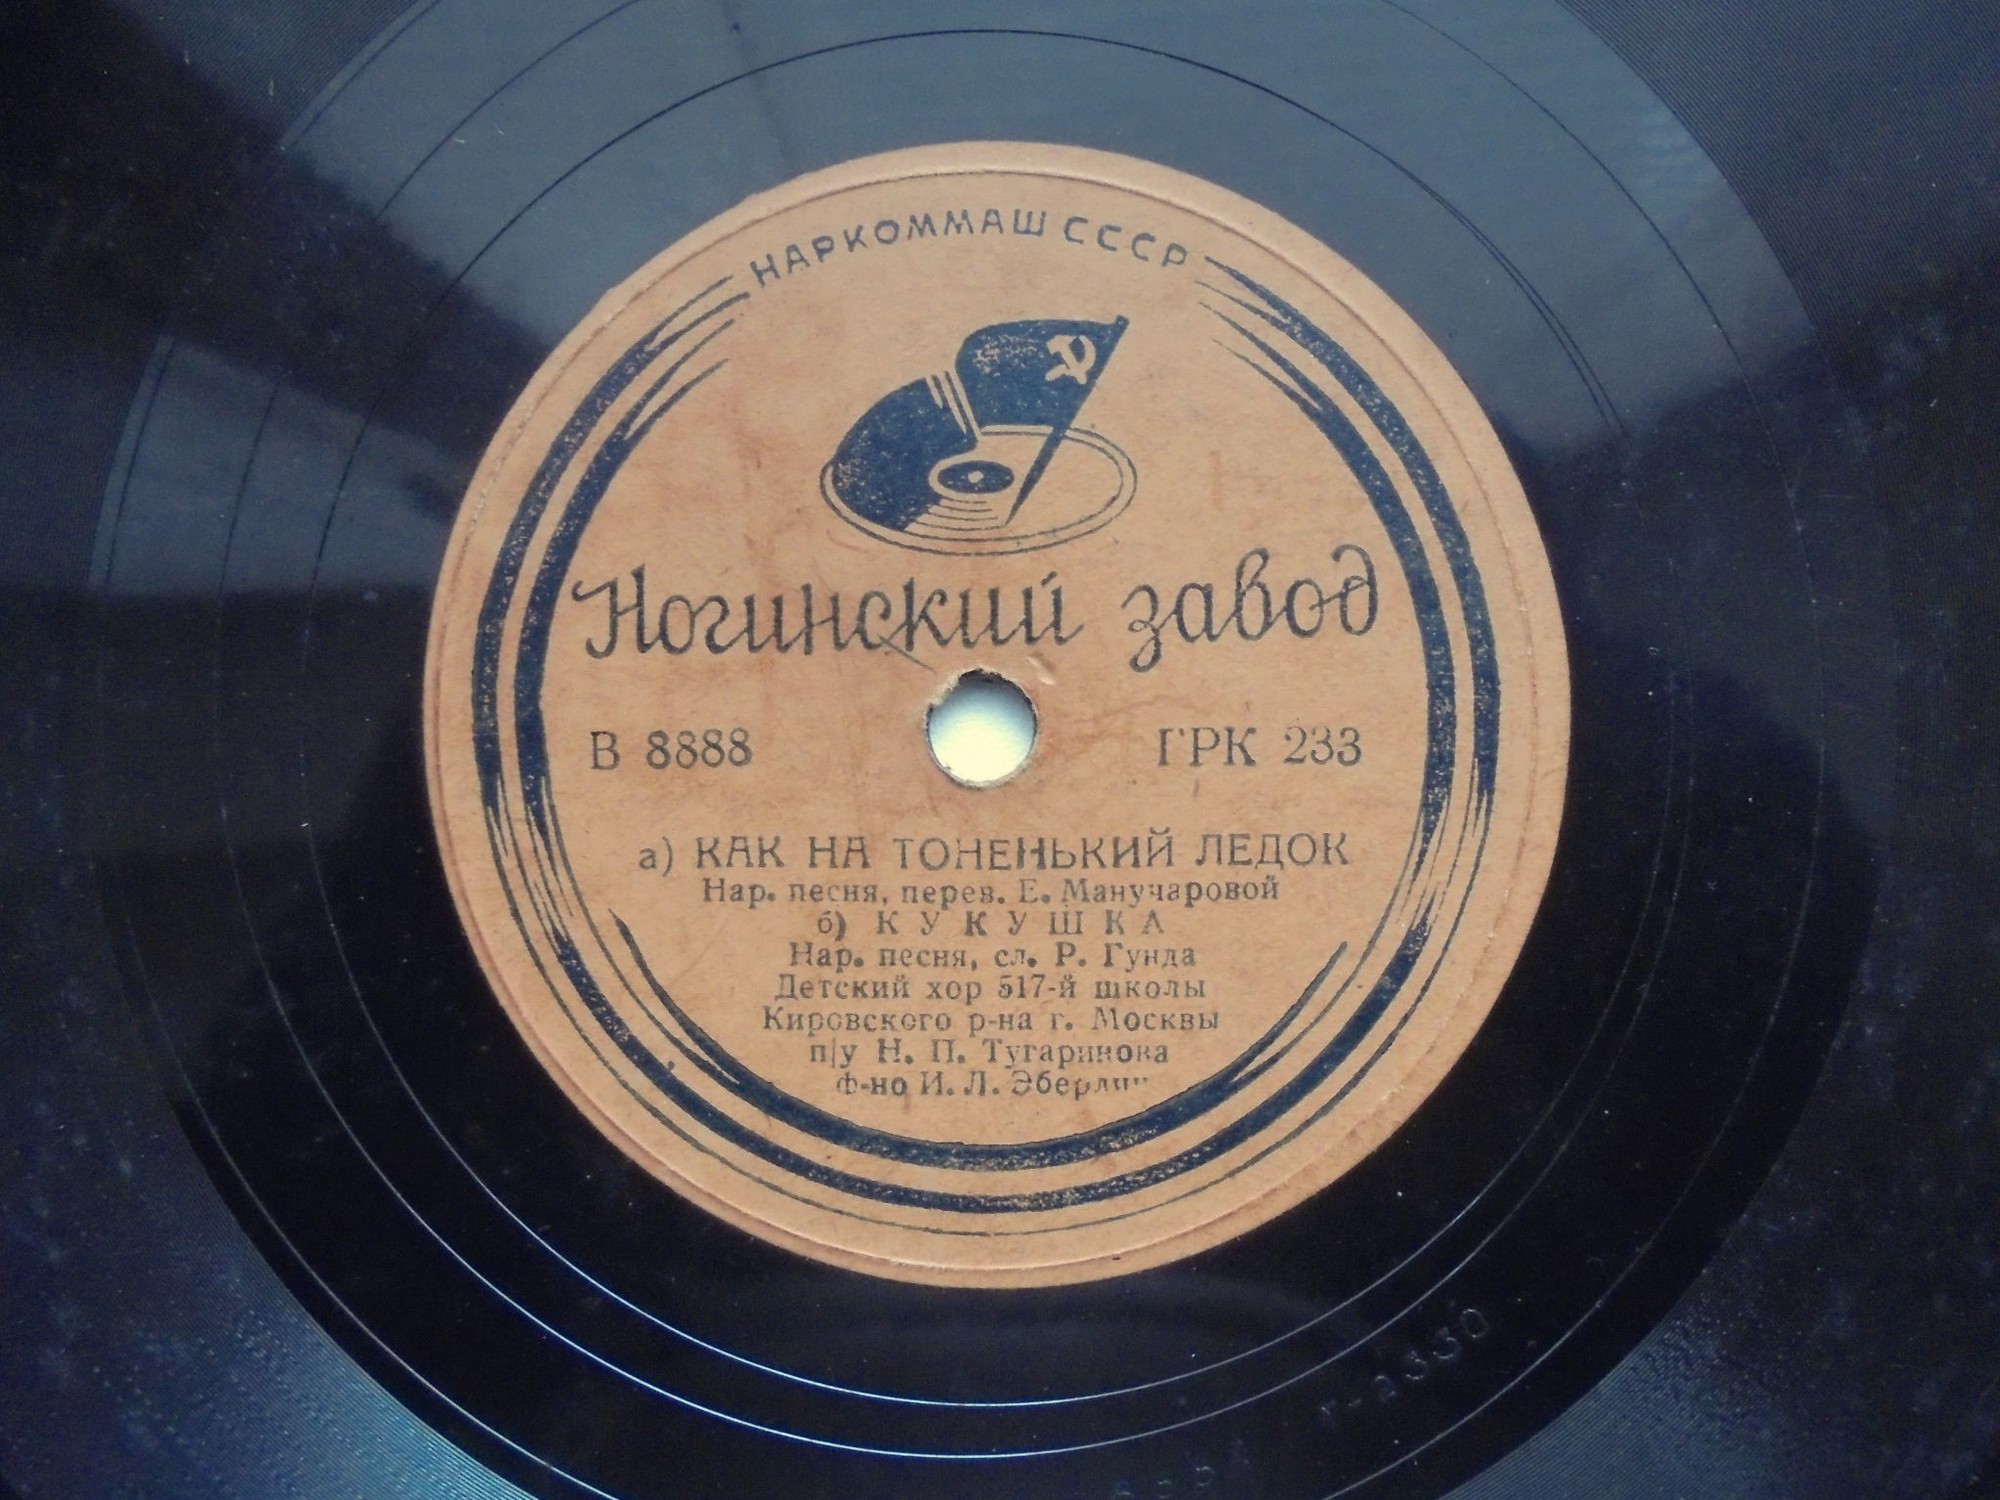 НАРКОММАШ СССР
Ногинский завод
В 8888 ГРК 233
а) КАК НА ТОНЕНЬКИЙ ЛЕДОК
Нар. песня, перев. Е. Манучаровой
б) КУКУШКА
Нар. песня, сл. Р. Гунда
Детский хор 517-й школы
Кировского р-на г. Москвы
п/у Н. П. Тугаринова
Ф-но И. Л. Эберлин